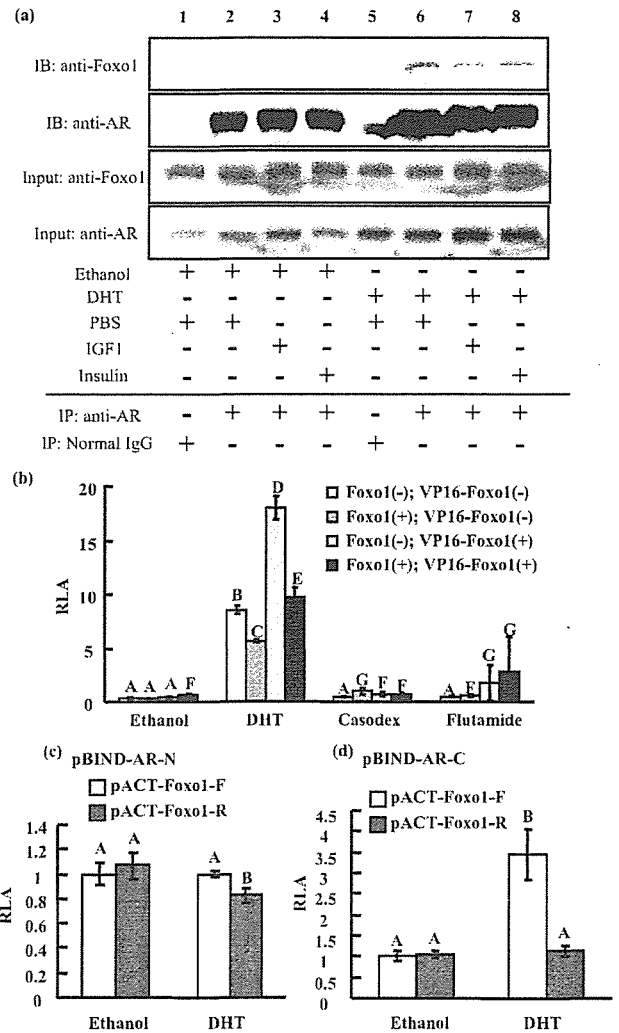 (a) 1 2 3 4 5 6 7 8
IB: anti-Foxo1
IB: anti-AR
Input: anti-Foxo1
Input: anti-AR
Ethanol + + + + - - - -
DHT - - - - + + + +
PBS + + - - + + - -
IGF1 - - + - - - + -
Insulin - - - + - - - +
IP: anti-AR - + + + - + + +
IP: Normal IgG + - - - + - - -
(b)
20
15
10
5
0
RLA
Foxo1(-); VP16-Foxo1(-)
Foxo1(+); VP16-Foxo1(-)
Foxo1(-); VP16-Foxo1(+)
Foxo1(+); VP16-Foxo1(+)
A A A F B C D E A G F F A F G G
Ethanol DHT Casodex Flutamide
(c) pBIND-AR-N
pACT-Foxo1-F
pACT-Foxo1-R
1.4
1.2
1
0.8
0.6
0.4
0.2
0
RLA
A A A B
Ethanol DHT
(d) pBIND-AR-C
pACT-Foxo1-F
pACT-Foxo1-R
4.5
4
3.5
3
2.5
2
1.5
1
0.5
0
RLA
A A B A
Ethanol DHT